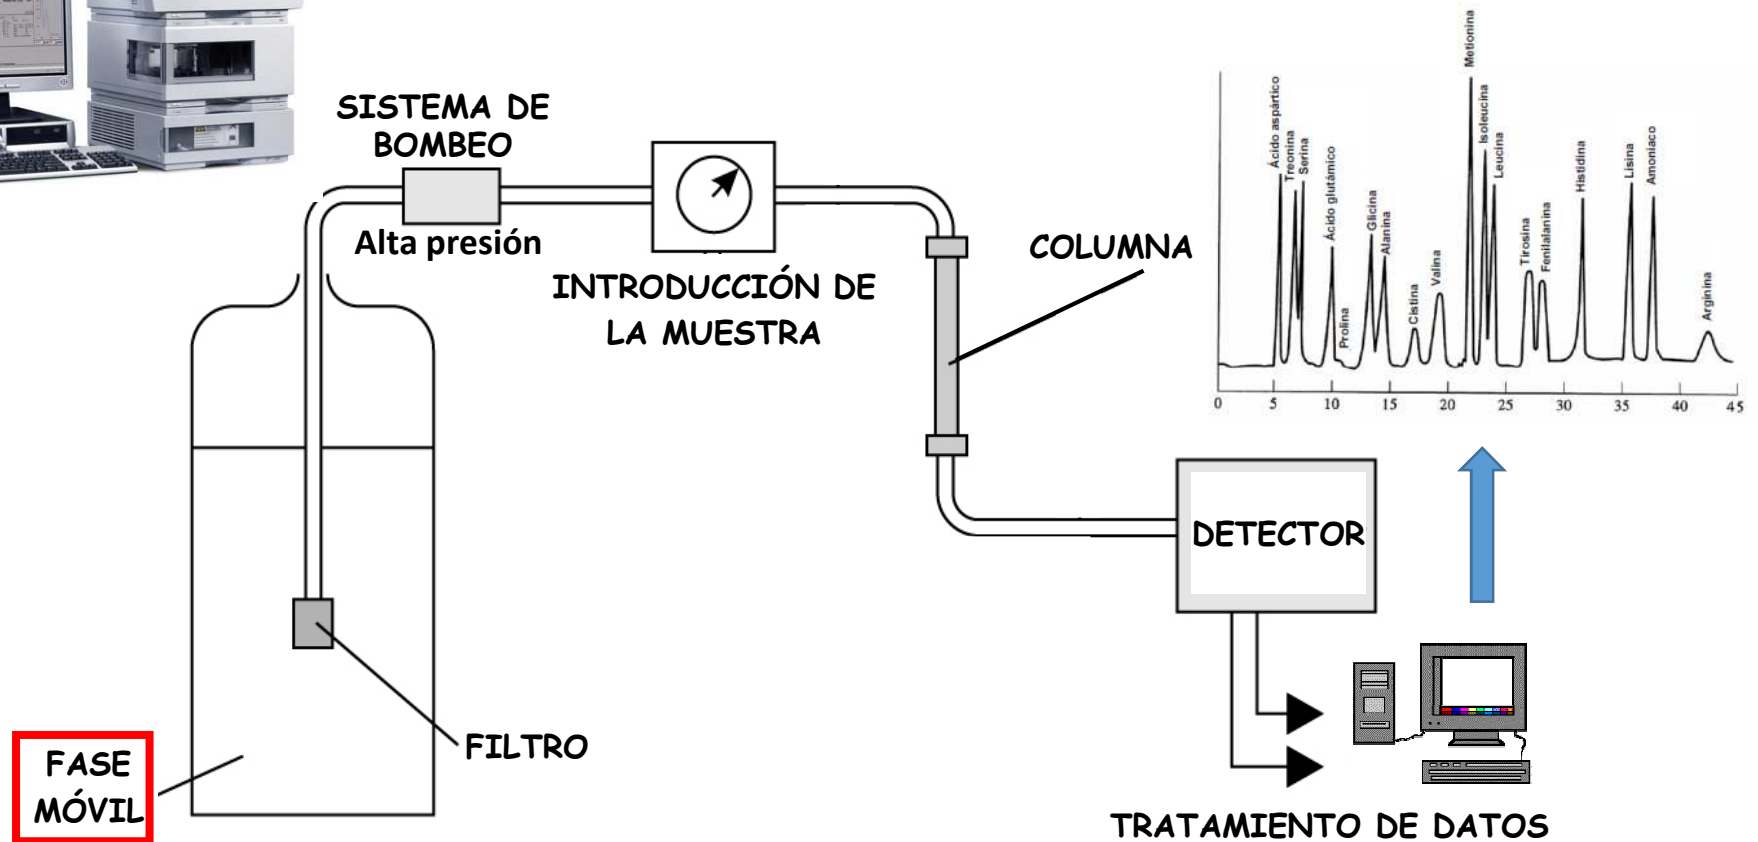 SISTEMA DE
BOMBEO
Alta presión
INTRODUCCIÓN DE
LA MUESTRA
COLUMNA
Ácido aspártico
Treonina
Serina
Ácido glutámico
Prolina
Glicina
Alanina
Cistina
Valina
Metionina
Isoleucina
Leucina
Tirosina
Fenilalanina
Histidina
Lisina
Amoniaco
Arginina
0 5 10 15 20 25 30 35 40 45
DETECTOR
FILTRO
FASE
MÓVIL
TRATAMIENTO DE DATOS